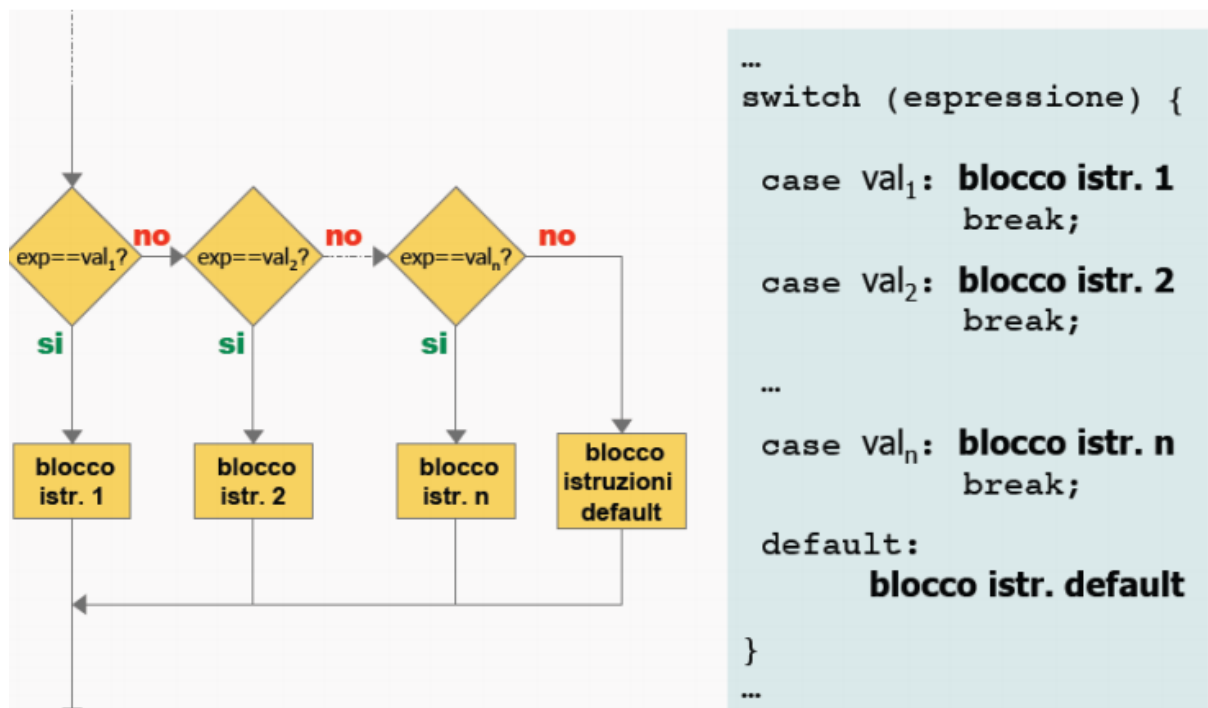 exp==val₁?
no
exp==val₂?
no
exp==valₙ?
no
si
si
si
blocco
istr. 1
blocco
istr. 2
blocco
istr. n
blocco
istruzioni
default
…
switch (espressione) {
case val₁: blocco istr. 1
break;
case val₂: blocco istr. 2
break;
…
case valₙ: blocco istr. n
break;
default:
blocco istr. default
}
…